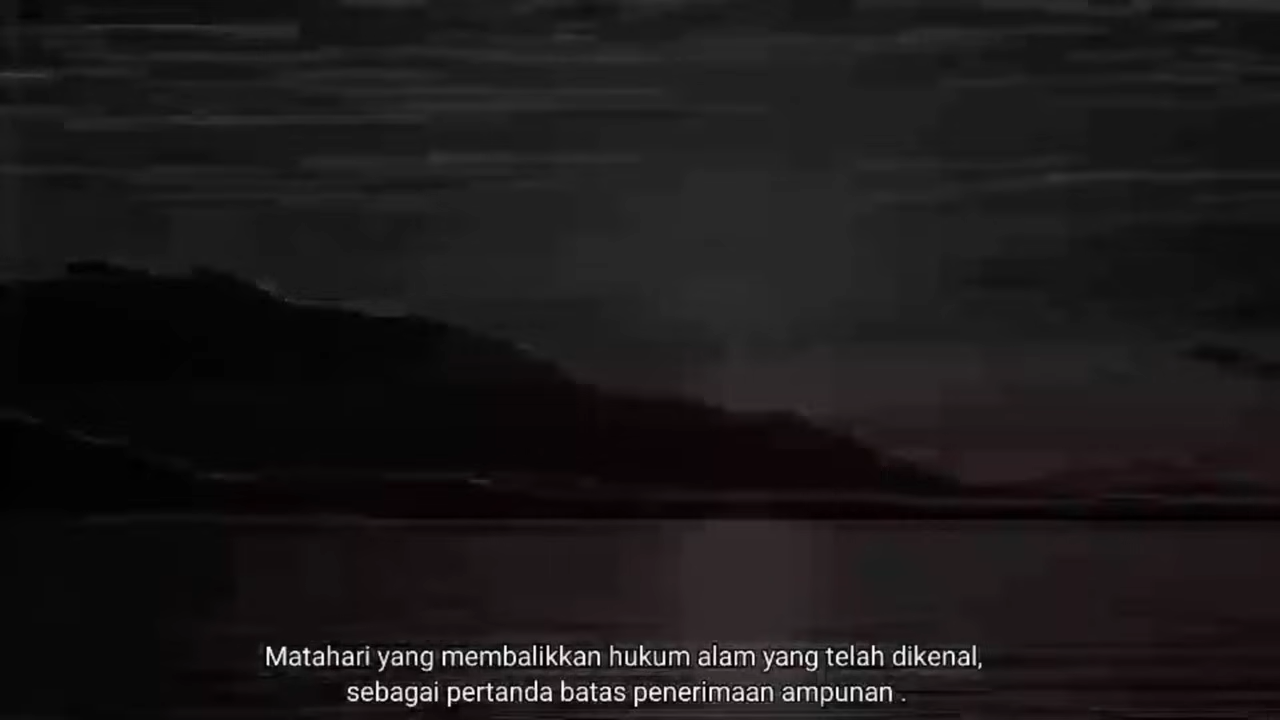 Matahari yang membalikkan hukum alam yang telah dikenal,
sebagai pertanda batas penerimaan ampunan .